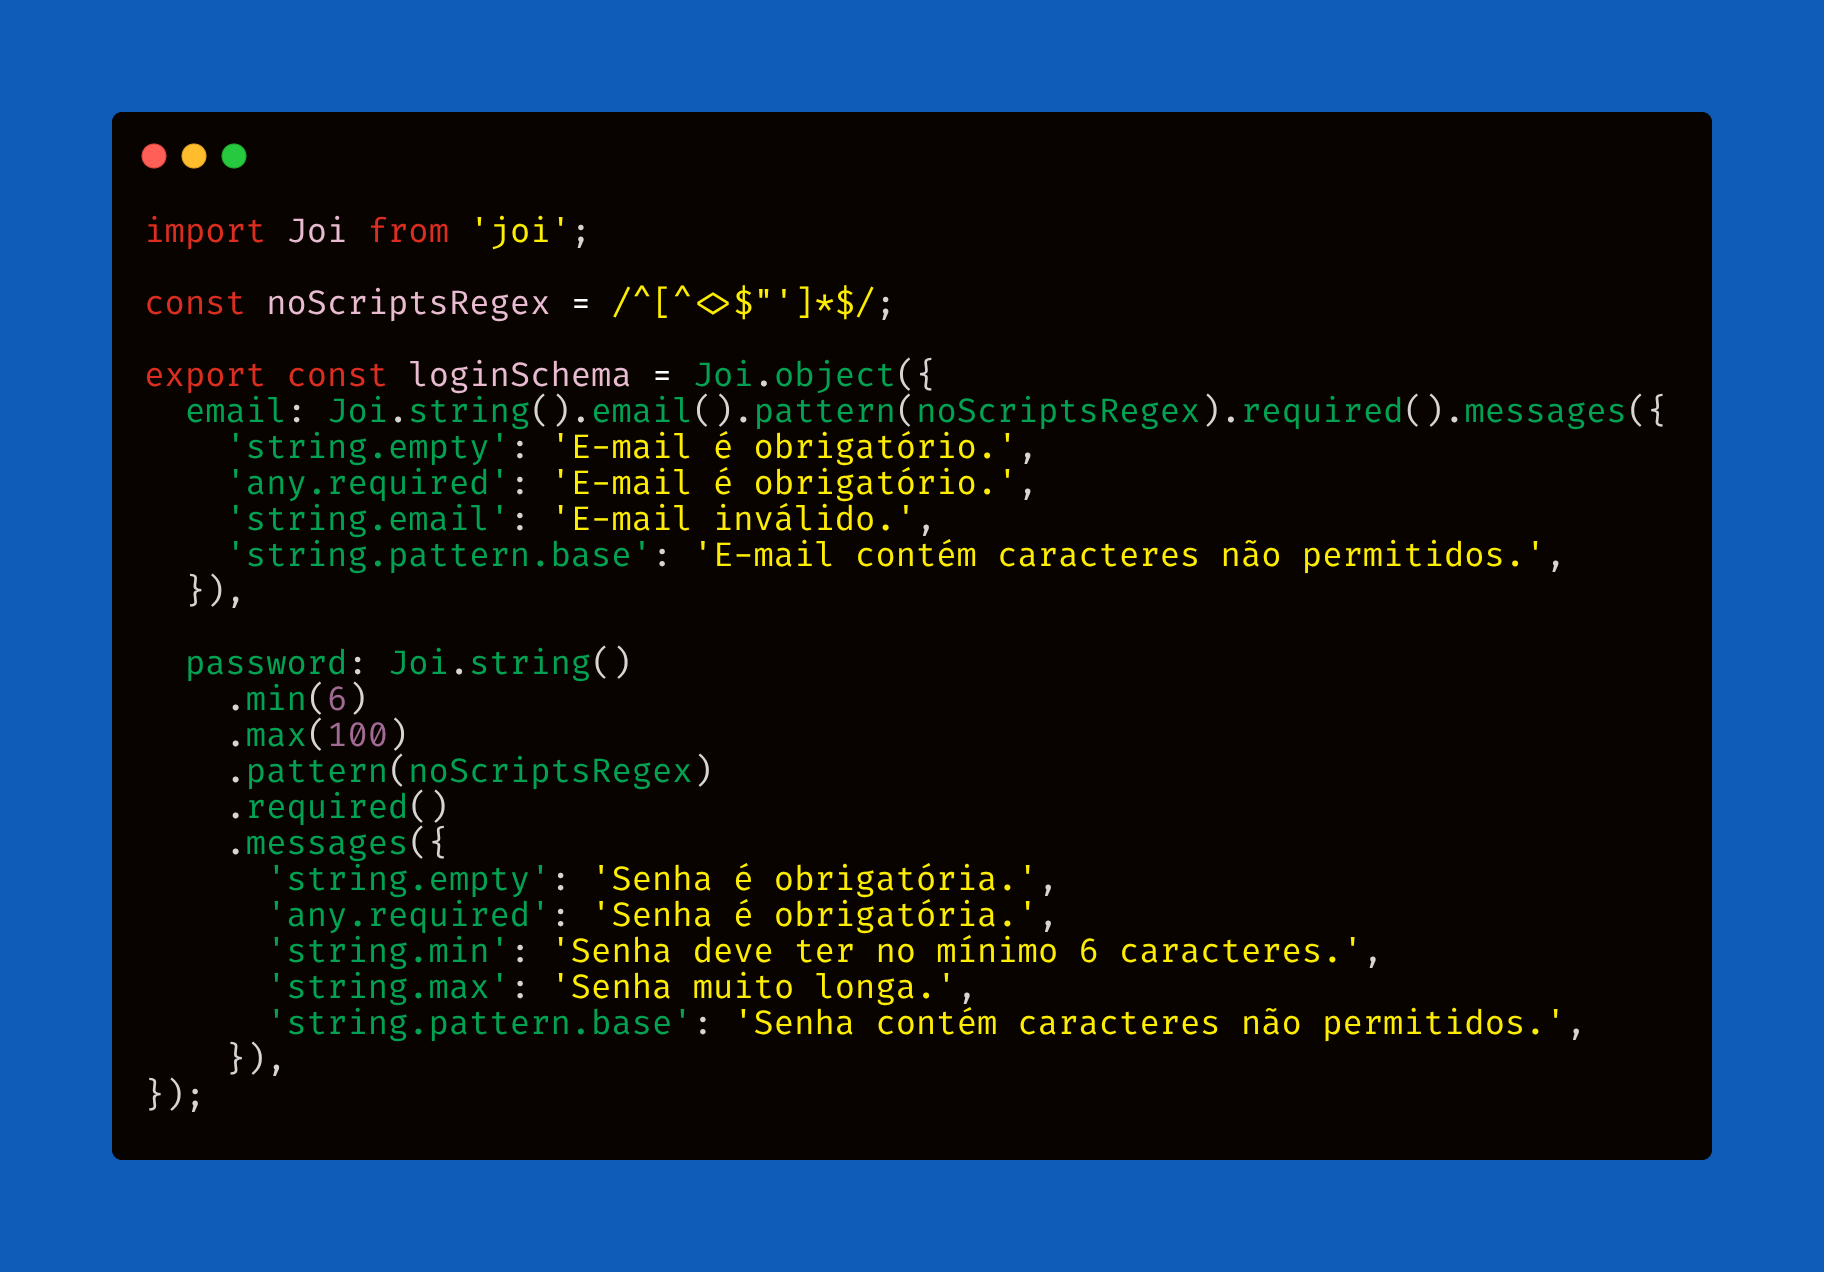 import Joi from 'joi';

const noScriptsRegex = /^[^<>$"']*$/;

export const loginSchema = Joi.object({
  email: Joi.string().email().pattern(noScriptsRegex).required().messages({
    'string.empty': 'E-mail é obrigatório.',
    'any.required': 'E-mail é obrigatório.',
    'string.email': 'E-mail inválido.',
    'string.pattern.base': 'E-mail contém caracteres não permitidos.',
  }),

  password: Joi.string()
    .min(6)
    .max(100)
    .pattern(noScriptsRegex)
    .required()
    .messages({
      'string.empty': 'Senha é obrigatória.',
      'any.required': 'Senha é obrigatória.',
      'string.min': 'Senha deve ter no mínimo 6 caracteres.',
      'string.max': 'Senha muito longa.',
      'string.pattern.base': 'Senha contém caracteres não permitidos.',
    }),
});